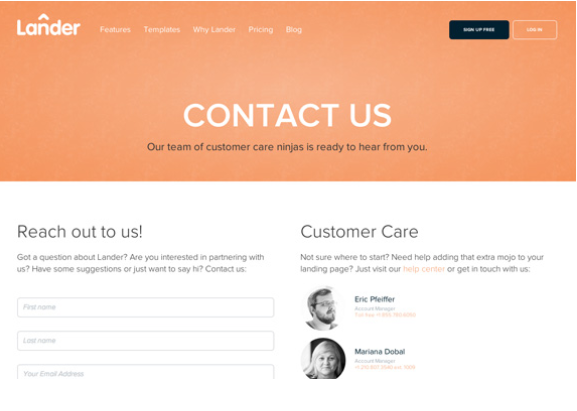 Lander
Features Templates Why Lander Pricing Blog
SIGN UP FREE LOG IN
CONTACT US
Our team of customer care ninjas is ready to hear from you.
Reach out to us!
Got a question about Lander? Are you interested in partnering with
us? Have some suggestions or just want to say hi? Contact us:
First name
Last name
Your Email Address
Customer Care
Not sure where to start? Need help adding that extra mojo to your
landing page? Just visit our help center or get in touch with us:
Eric Pfeiffer
Account Manager
Mariana Dobal
Account Manager